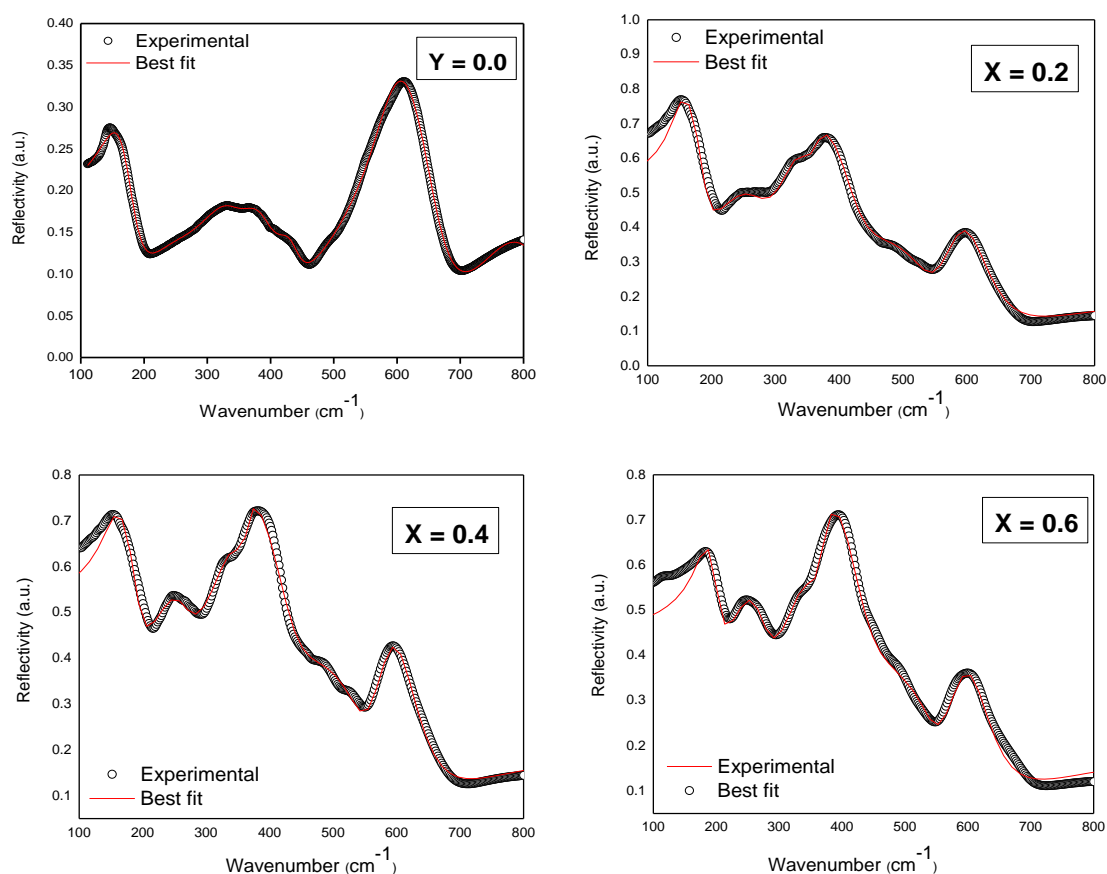 0.40
0.35
0.30
0.25
0.20
0.15
0.10
0.05
0.00
Reflectivity (a.u.)
Experimental
Best fit
Y = 0.0
100 200 300 400 500 600 700 800
Wavenumber (cm⁻¹)
1.0
0.9
0.8
0.7
0.6
0.5
0.4
0.3
0.2
0.1
0.0
Reflectivity (a.u.)
Experimental
Best fit
X = 0.2
100 200 300 400 500 600 700 800
Wavenumber (cm⁻¹)
0.8
0.7
0.6
0.5
0.4
0.3
0.2
0.1
Reflectivity (a.u.)
X = 0.4
Experimental
Best fit
100 200 300 400 500 600 700 800
Wavenumber (cm⁻¹)
0.8
0.7
0.6
0.5
0.4
0.3
0.2
0.1
Reflectivity (a.u.)
X = 0.6
Experimental
Best fit
100 200 300 400 500 600 700 800
Wavenumber (cm⁻¹)